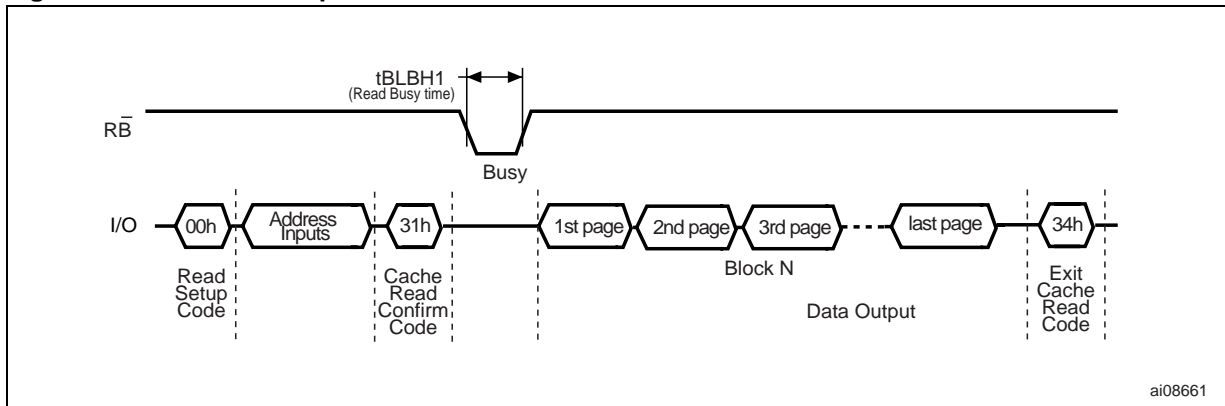 tBLBH1
(Read Busy time)
RB̅
Busy
I/O
00h
Address
Inputs
31h
1st page
2nd page
3rd page
last page
34h
Read
Setup
Code
Cache
Read
Confirm
Code
Block N
Data Output
Exit
Cache
Read
Code
ai08661